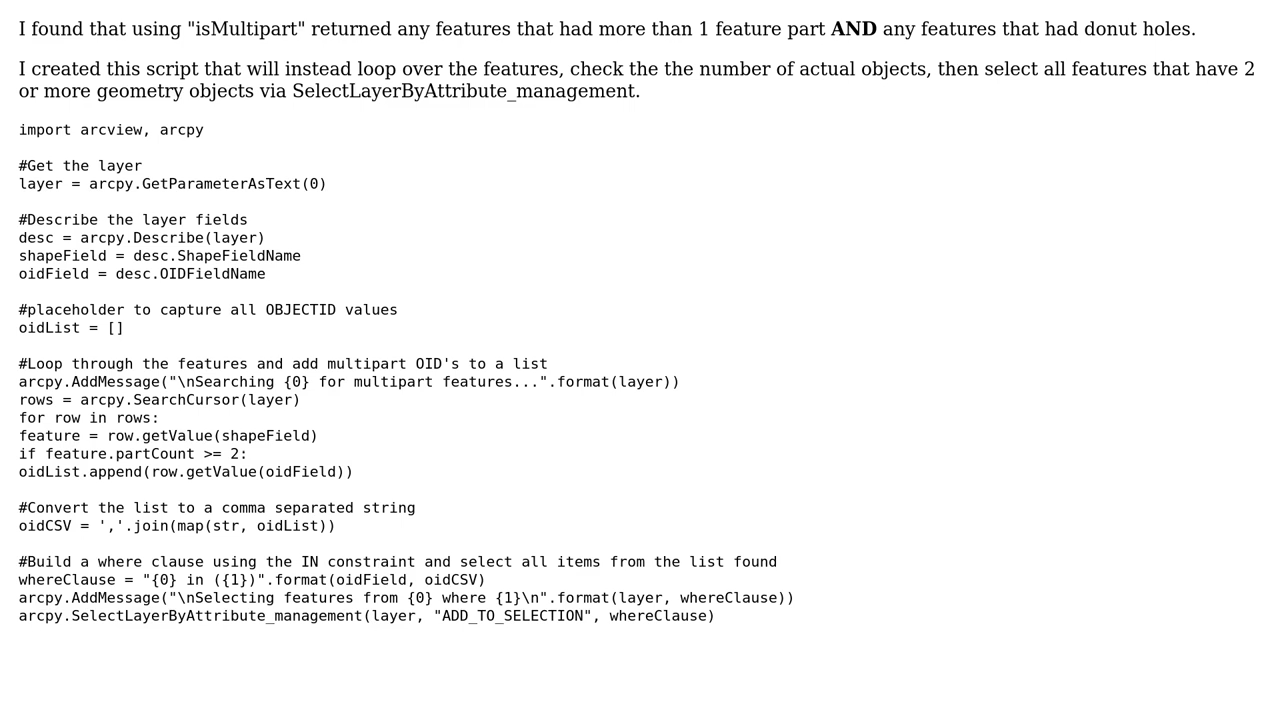 I found that using "isMultipart" returned any features that had more than 1 feature part AND any features that had donut holes.
I created this script that will instead loop over the features, check the the number of actual objects, then select all features that have 2
or more geometry objects via SelectLayerByAttribute_management.
import arcview, arcpy
#Get the layer
layer = arcpy.GetParameterAsText(0)
#Describe the layer fields
desc = arcpy.Describe(layer)
shapeField = desc.ShapeFieldName
oidField = desc.OIDFieldName
#placeholder to capture all OBJECTID values
oidList = []
#Loop through the features and add multipart OID's to a list
arcpy.AddMessage("\nSearching {0} for multipart features...".format(layer))
rows = arcpy.SearchCursor(layer)
for row in rows:
feature = row.getValue(shapeField)
if feature.partCount >= 2:
oidList.append(row.getValue(oidField))
#Convert the list to a comma separated string
oidCSV = ','.join(map(str, oidList))
#Build a where clause using the IN constraint and select all items from the list found
whereClause = "{0} in ({1})".format(oidField, oidCSV)
arcpy.AddMessage("\nSelecting features from {0} where {1}\n".format(layer, whereClause))
arcpy.SelectLayerByAttribute_management(layer, "ADD_TO_SELECTION", whereClause)